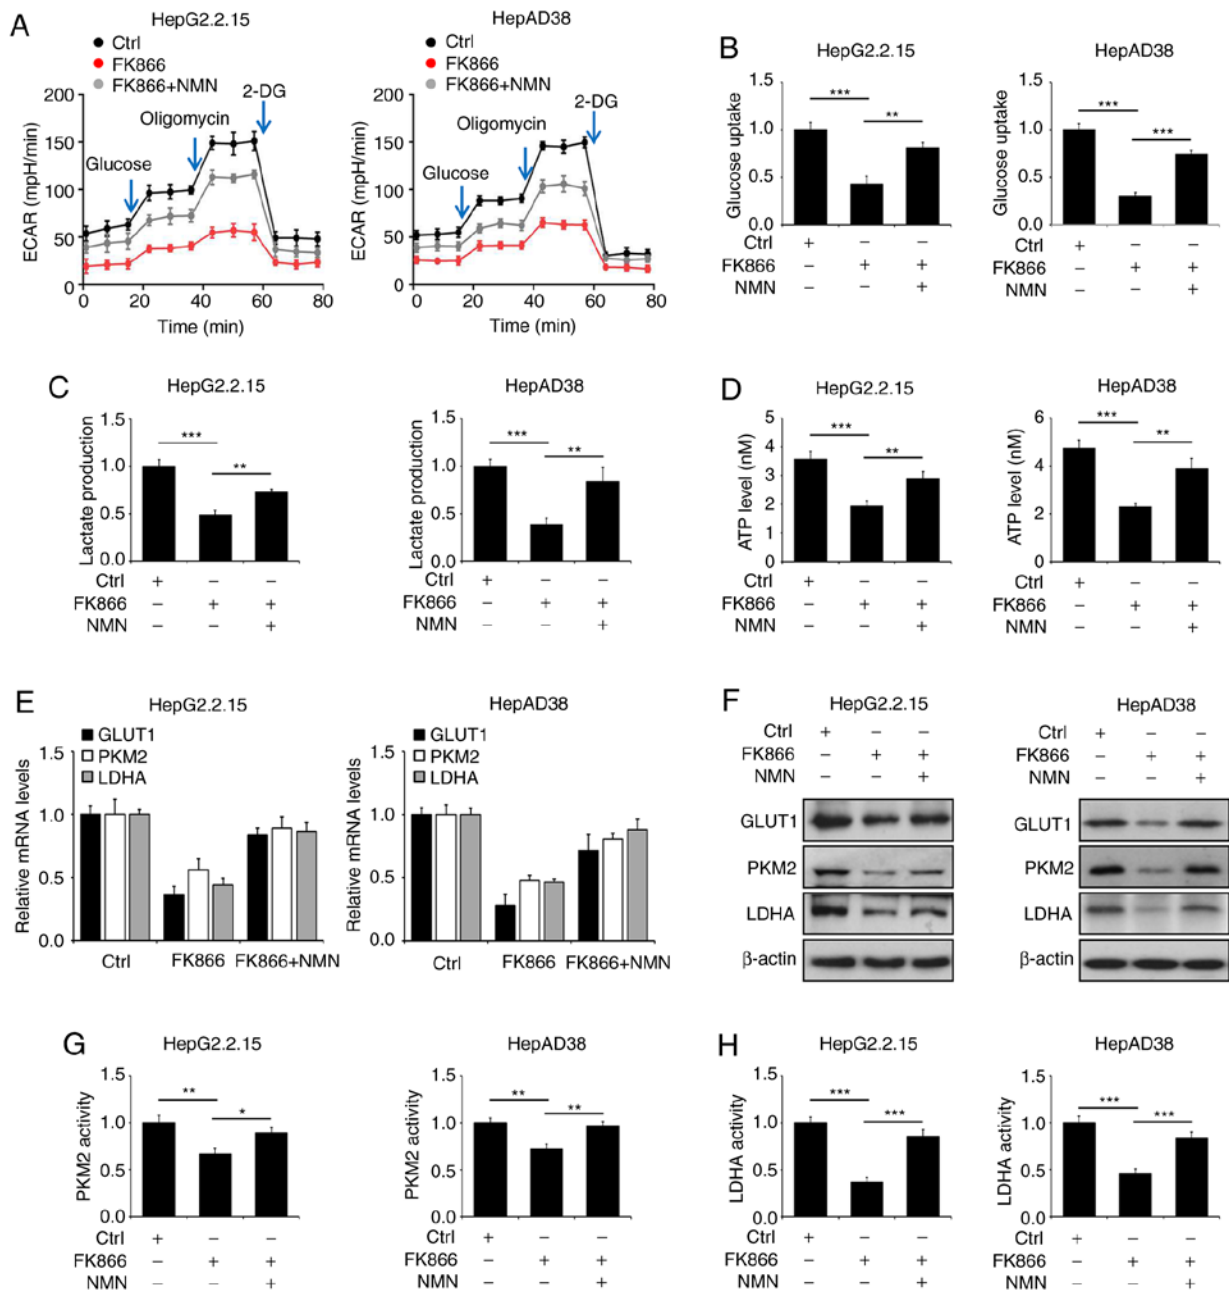 A
HepG2.2.15
Ctrl
FK866
FK866+NMN
2-DG
Oligomycin
Glucose
ECAR (mpH/min)
200
150
100
50
0
0 20 40 60 80
Time (min)
HepAD38
Ctrl
FK866
FK866+NMN
2-DG
Oligomycin
Glucose
ECAR (mpH/min)
200
150
100
50
0
0 20 40 60 80
Time (min)
B
HepG2.2.15
Glucose uptake
1.5
1.0
0.5
0.0
*** **
Ctrl + – –
FK866 – + +
NMN – – +
HepAD38
Glucose uptake
1.5
1.0
0.5
0.0
*** ***
Ctrl + – –
FK866 – + +
NMN – – +
C
HepG2.2.15
Lactate production
1.5
1.0
0.5
0.0
*** **
Ctrl + – –
FK866 – + +
NMN – – +
HepAD38
Lactate production
1.5
1.0
0.5
0.0
*** **
Ctrl + – –
FK866 – + +
NMN – – +
D
HepG2.2.15
ATP level (nM)
5
4
3
2
1
0
*** **
Ctrl + – –
FK866 – + +
NMN – – +
HepAD38
ATP level (nM)
6
4
2
0
*** **
Ctrl + – –
FK866 – + +
NMN – – +
E
HepG2.2.15
GLUT1
PKM2
LDHA
Relative mRNA levels
1.5
1.0
0.5
0.0
Ctrl FK866 FK866+NMN
HepAD38
GLUT1
PKM2
LDHA
Relative mRNA levels
1.5
1.0
0.5
0.0
Ctrl FK866 FK866+NMN
F
HepG2.2.15
Ctrl + – –
FK866 – + +
NMN – – +
GLUT1
PKM2
LDHA
β-actin
HepAD38
Ctrl + – –
FK866 – + +
NMN – – +
GLUT1
PKM2
LDHA
β-actin
G
HepG2.2.15
PKM2 activity
1.5
1.0
0.5
0.0
** *
Ctrl + – –
FK866 – + +
NMN – – +
HepAD38
PKM2 activity
1.5
1.0
0.5
0.0
** **
Ctrl + – –
FK866 – + +
NMN – – +
H
HepG2.2.15
LDHA activity
1.5
1.0
0.5
0.0
*** ***
Ctrl + – –
FK866 – + +
NMN – – +
HepAD38
LDHA activity
1.5
1.0
0.5
0.0
*** ***
Ctrl + – –
FK866 – + +
NMN – – +